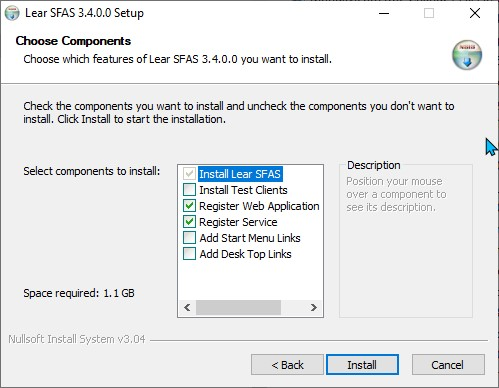 Lear SFAS 3.4.0.0 Setup
Choose Components
Choose which features of Lear SFAS 3.4.0.0 you want to install.
Check the components you want to install and uncheck the components you don't want to
install. Click Install to start the installation.
Select components to install:
Install Lear SFAS
Install Test Clients
Register Web Application
Register Service
Add Start Menu Links
Add Desk Top Links
Description
Position your mouse
over a component to
see its description.
Space required: 1.1 GB
Nullsoft Install System v3.04
< Back
Install
Cancel